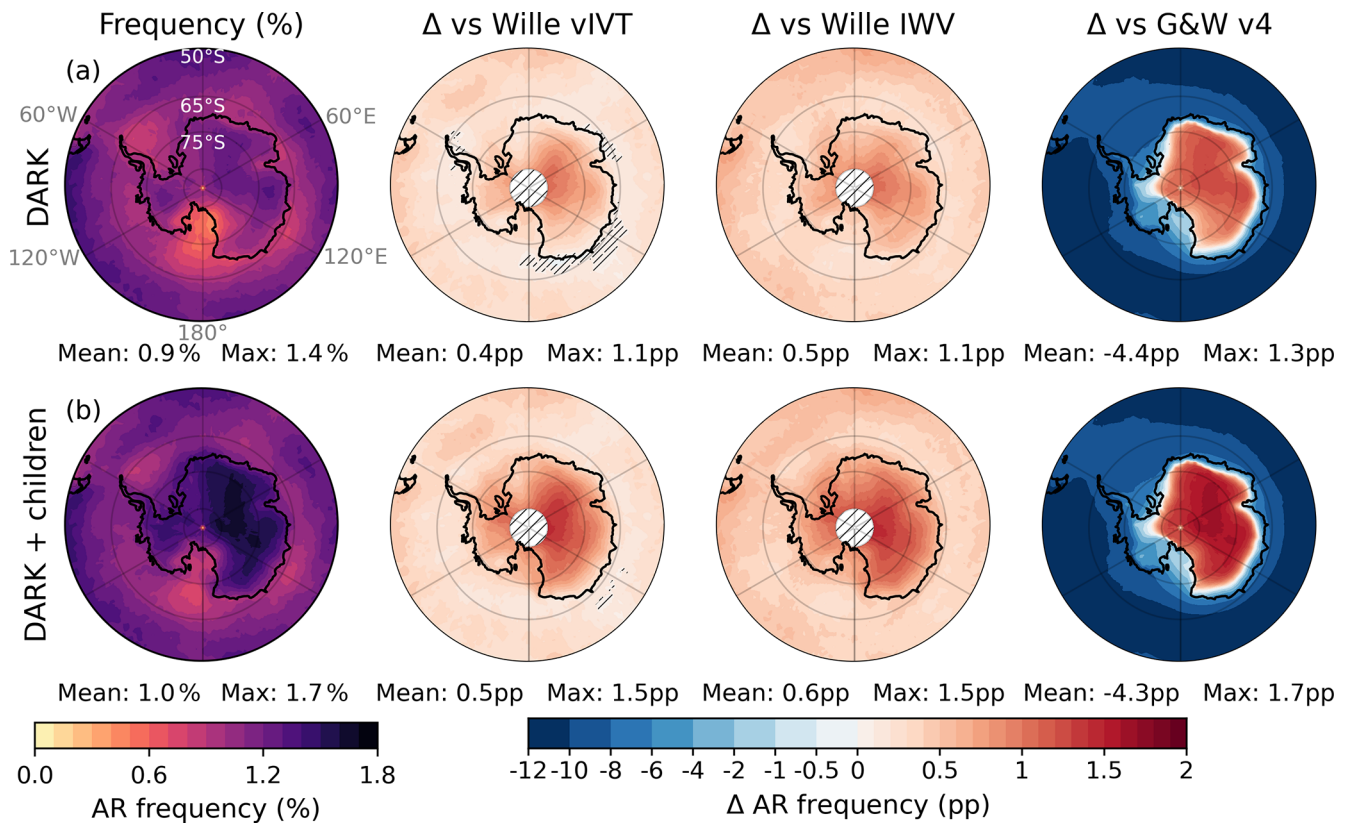 Frequency (%)
Δ vs Wille vIVT
Δ vs Wille IWV
Δ vs G&W v4
(a)
50°S
65°S
75°S
60°W
60°E
120°W
120°E
180°
DARK
Mean: 0.9% Max: 1.4%
Mean: 0.4pp Max: 1.1pp
Mean: 0.5pp Max: 1.1pp
Mean: -4.4pp Max: 1.3pp
(b)
DARK + children
Mean: 1.0% Max: 1.7%
Mean: 0.5pp Max: 1.5pp
Mean: 0.6pp Max: 1.5pp
Mean: -4.3pp Max: 1.7pp
0.0 0.6 1.2 1.8
AR frequency (%)
-12 -10 -8 -6 -4 -2 -1 -0.5 0 0.5 1 1.5 2
Δ AR frequency (pp)